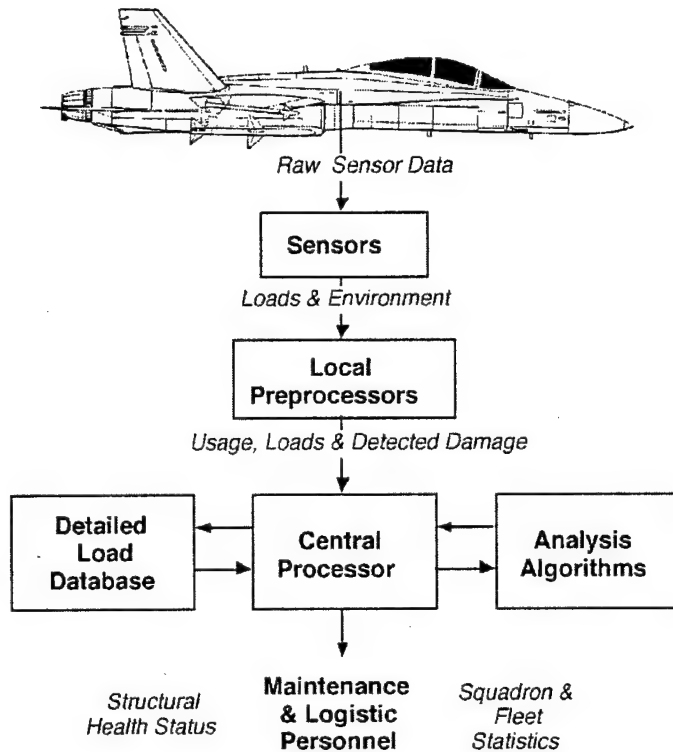 Raw Sensor Data
Sensors
Loads & Environment
Local
Preprocessors
Usage, Loads & Detected Damage
Detailed
Load
Database
Central
Processor
Analysis
Algorithms
Structural
Health Status
Maintenance
& Logistic
Personnel
Squadron &
Fleet
Statistics